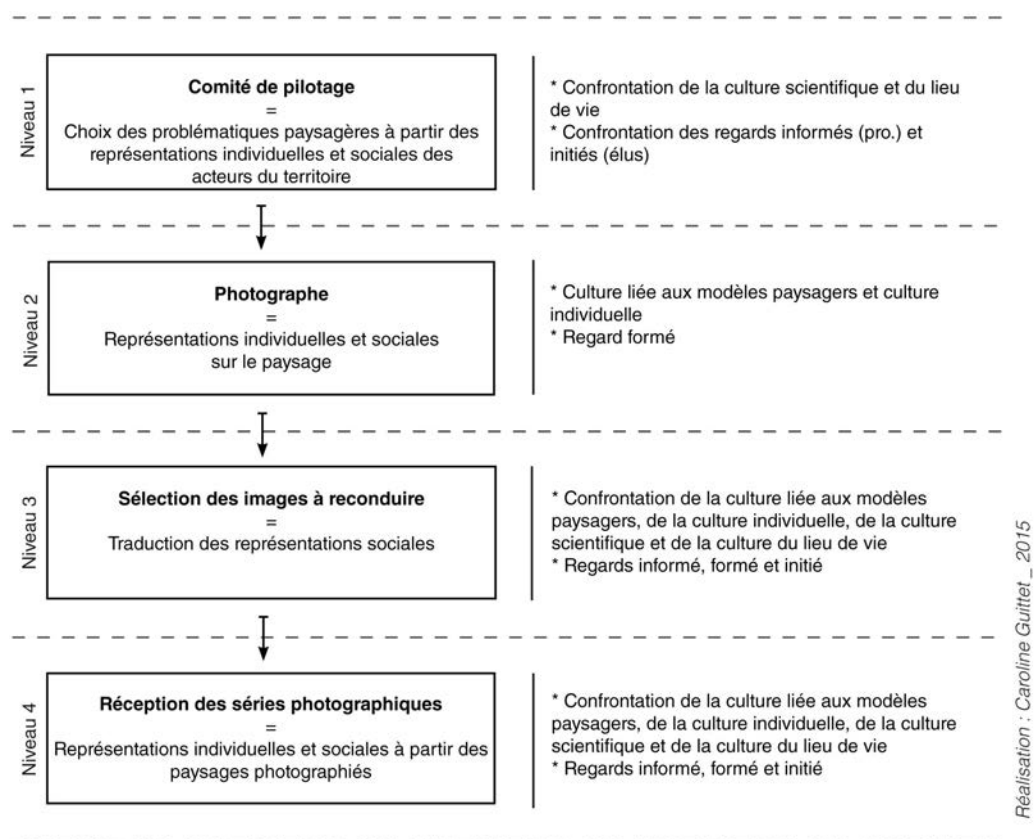 Niveau 1
Comité de pilotage
=
Choix des problématiques paysagères à partir des
représentations individuelles et sociales des
acteurs du territoire
* Confrontation de la culture scientifique et du lieu
de vie
* Confrontation des regards informés (pro.) et
initiés (élus)
Niveau 2
Photographe
=
Représentations individuelles et sociales
sur le paysage
* Culture liée aux modèles paysagers et culture
individuelle
* Regard formé
Niveau 3
Sélection des images à reconduire
=
Traduction des représentations sociales
* Confrontation de la culture liée aux modèles
paysagers, de la culture individuelle, de la culture
scientifique et de la culture du lieu de vie
* Regards informé, formé et initié
Niveau 4
Réception des séries photographiques
=
Représentations individuelles et sociales à partir des
paysages photographiés
* Confrontation de la culture liée aux modèles
paysagers, de la culture individuelle, de la culture
scientifique et de la culture du lieu de vie
* Regards informé, formé et initié
Réalisation : Caroline Guittet _ 2015